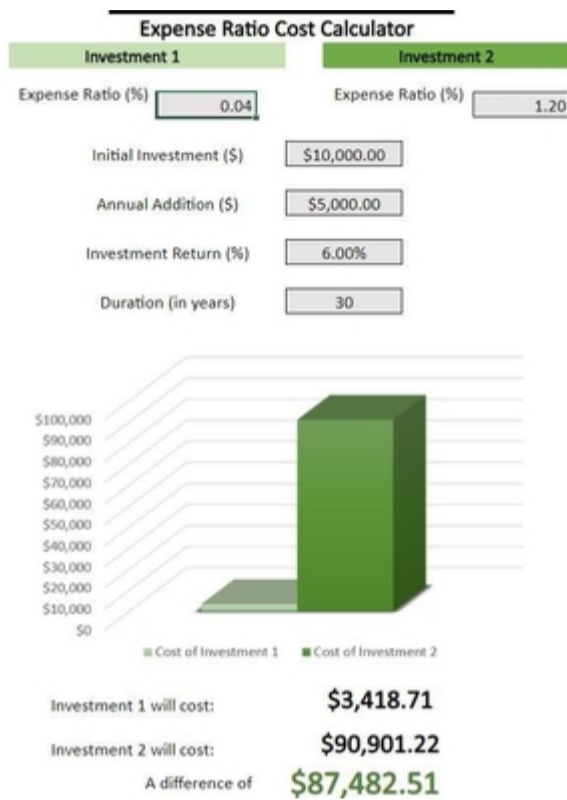 Expense Ratio Cost Calculator
Investment 1 Investment 2
Expense Ratio (%) 0.04 Expense Ratio (%) 1.20
Initial Investment ($) $10,000.00
Annual Addition ($) $5,000.00
Investment Return (%) 6.00%
Duration (in years) 30
$100,000
$90,000
$80,000
$70,000
$60,000
$50,000
$40,000
$30,000
$20,000
$10,000
$0
Cost of Investment 1 Cost of Investment 2
Investment 1 will cost: $3,418.71
Investment 2 will cost: $90,901.22
A difference of $87,482.51